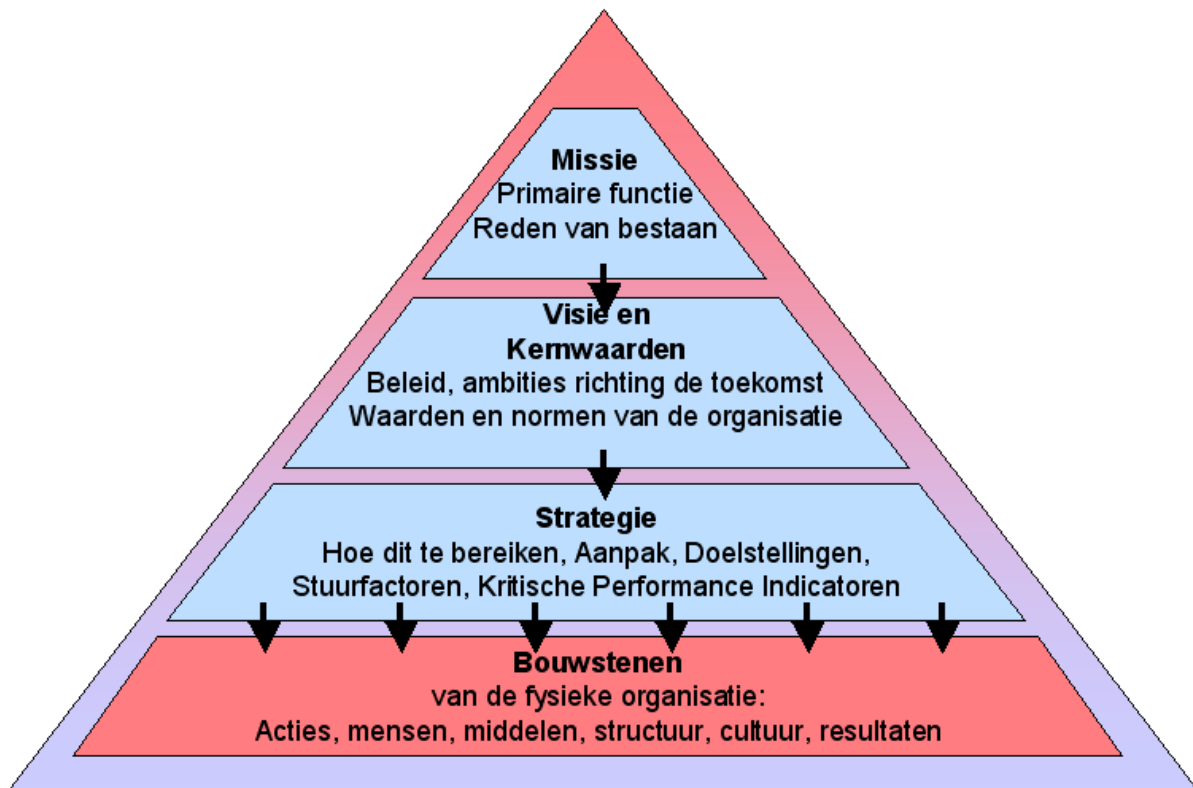 Missie
Primaire functie
Reden van bestaan
Visie en
Kernwaarden
Beleid, ambities richting de toekomst
Waarden en normen van de organisatie
Strategie
Hoe dit te bereiken, Aanpak, Doelstellingen,
Stuurfactoren, Kritische Performance Indicatoren
Bouwstenen
van de fysieke organisatie:
Acties, mensen, middelen, structuur, cultuur, resultaten